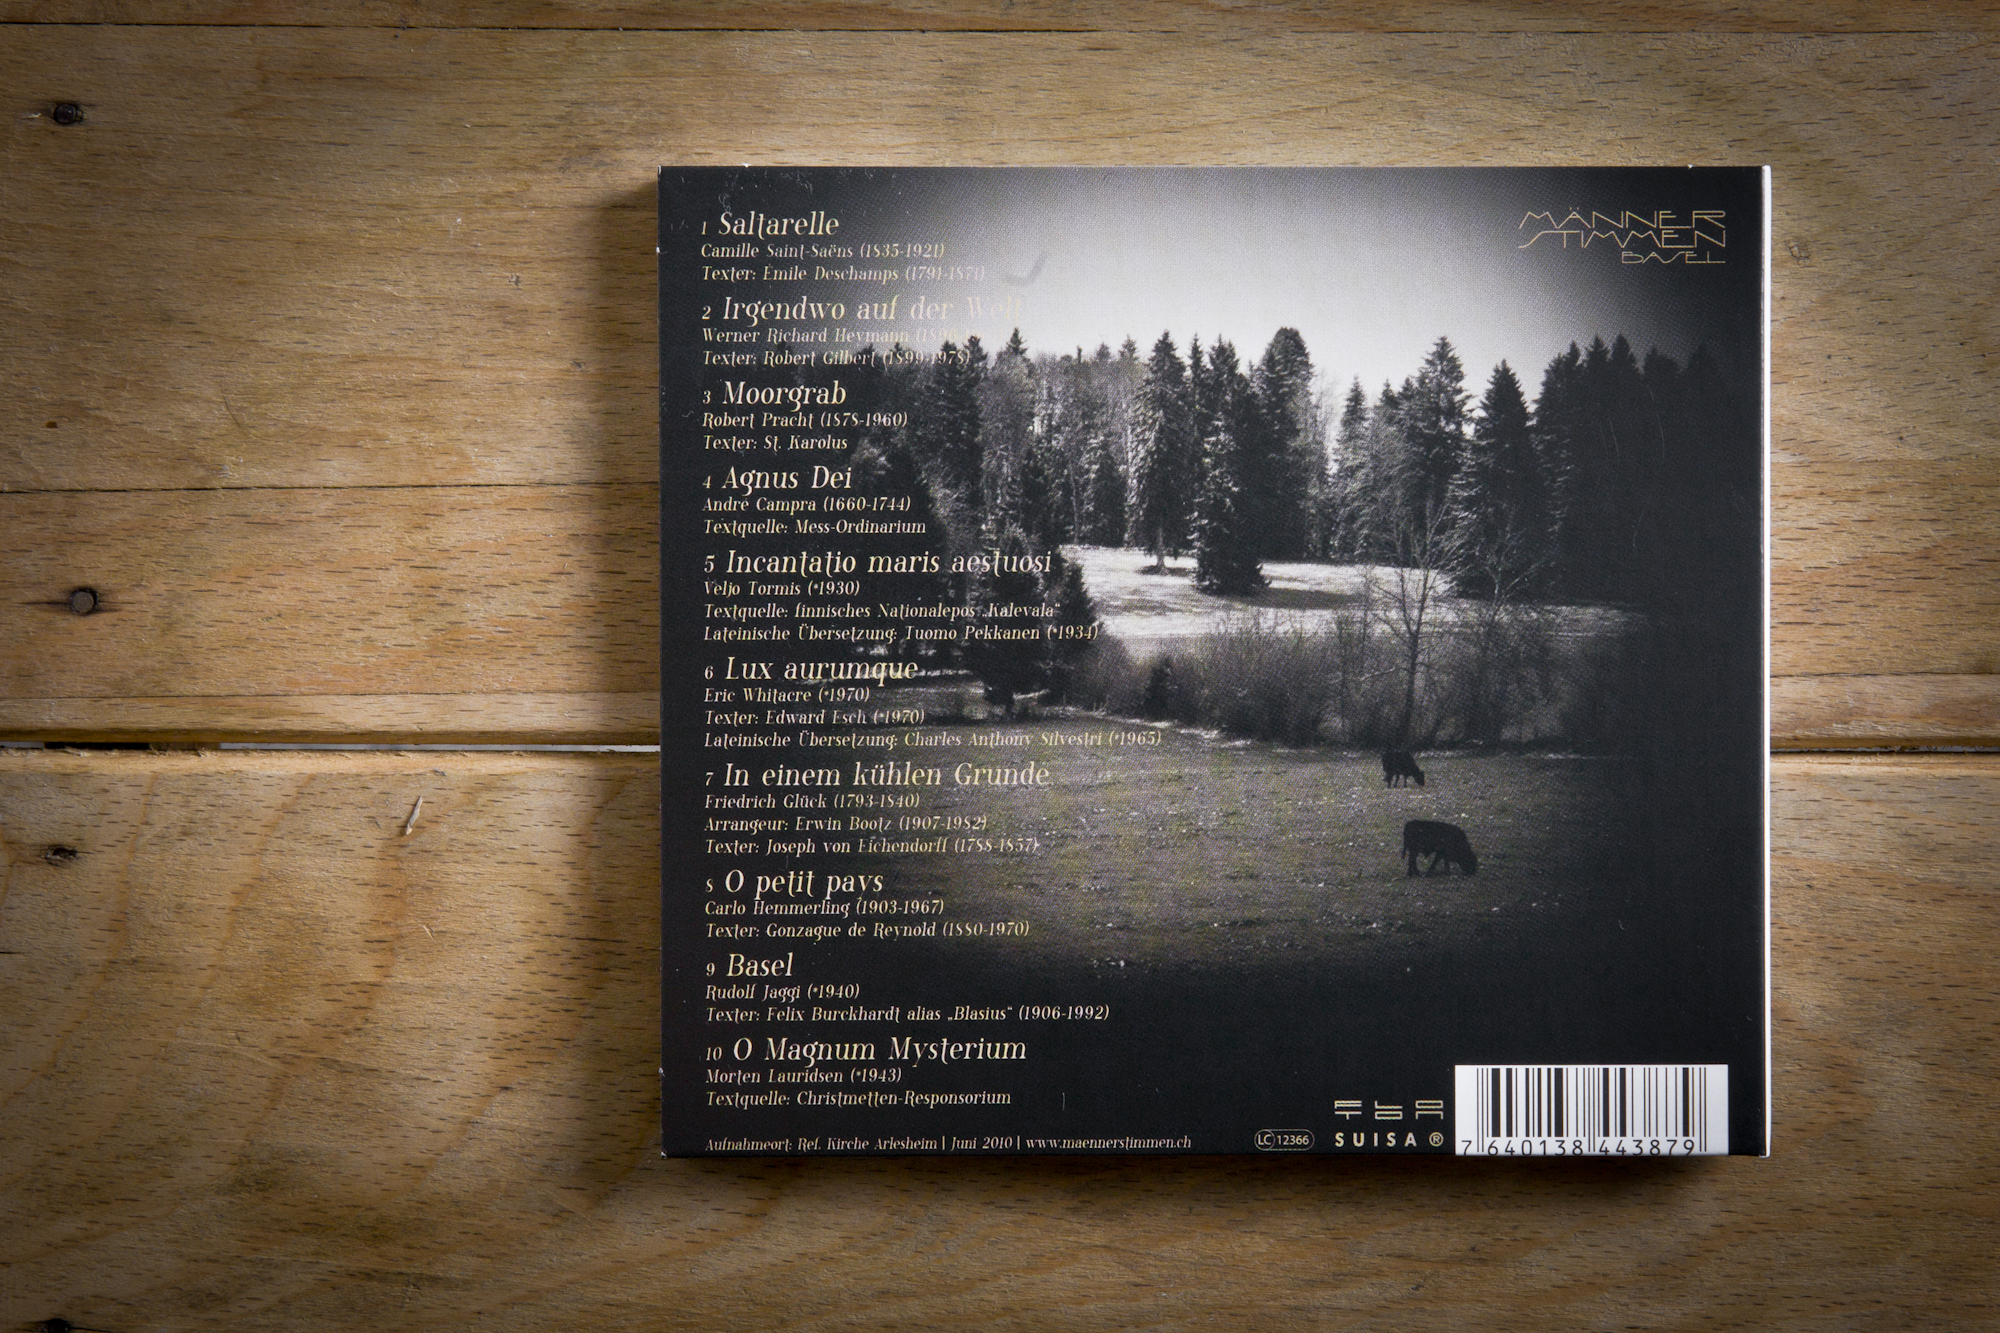 1 Saltarelle
Camille Saint-Saëns (1835-1921)
Texter: Émile Deschamps (1791-1871)
2 Irgendwo auf der Welt
Werner Richard Heymann
Texter: Robert Gilbert (1899-1978)
3 Moorgrab
Robert Pracht (1878-1960)
Texter: St. Karolus
4 Agnus Dei
André Campra (1660-1744)
Textquelle: Mess-Ordinarium
5 Incantatio maris aestuosi
Veljo Tormis (*1930)
Textquelle: finnisches Nationalepos „Kalevala“
Lateinische Übersetzung: Tuomo Pekkanen (*1934)
6 Lux aurumque
Eric Whitacre (*1970)
Texter: Edward Esch (*1970)
Lateinische Übersetzung: Charles Anthony Silvestri (*1965)
7 In einem kühlen Grunde
Friedrich Glück (1793-1840)
Arrangeur: Erwin Bootz (1907-1982)
Texter: Joseph von Eichendorff (1788-1857)
8 O petit pays
Carlo Hemmerling (1903-1967)
Texter: Gonzague de Reynold (1880-1970)
9 Basel
Rudolf Jaggi (*1940)
Texter: Felix Burckhardt alias „Blasius“ (1906-1992)
10 O Magnum Mysterium
Morten Lauridsen (*1943)
Textquelle: Christmetten-Responsorium
Aufnahmeort: Ref. Kirche Arlesheim | Juni 2010 | www.maennerstimmen.ch
MÄNNER
STIMMEN
BASEL
LC 12366
SUISA ®
7 640138 443879